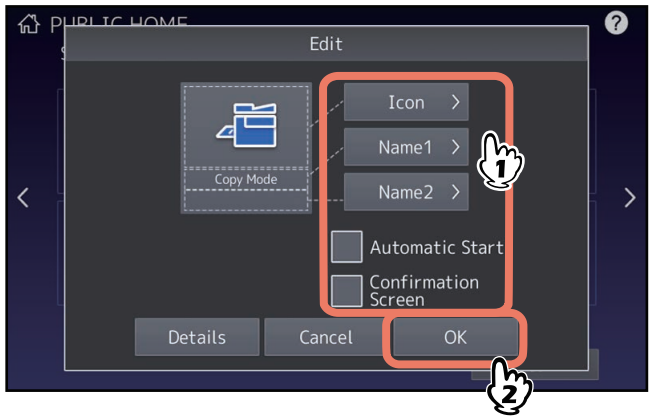 PUBLIC HOME
?
Edit
Icon >
Name1 >
1
Copy Mode
Name2 >
< >
Automatic Start
Confirmation
Screen
Details Cancel OK
2